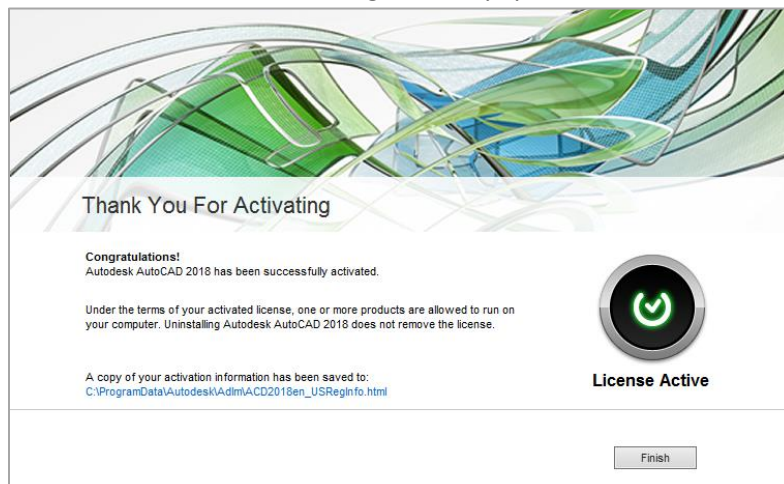 Thank You For Activating
Congratulations!
Autodesk AutoCAD 2018 has been successfully activated.
Under the terms of your activated license, one or more products are allowed to run on
your computer. Uninstalling Autodesk AutoCAD 2018 does not remove the license.
A copy of your activation information has been saved to:
C:\ProgramData\Autodesk\Adlm\ACD2018en_USRegInfo.html
License Active
Finish